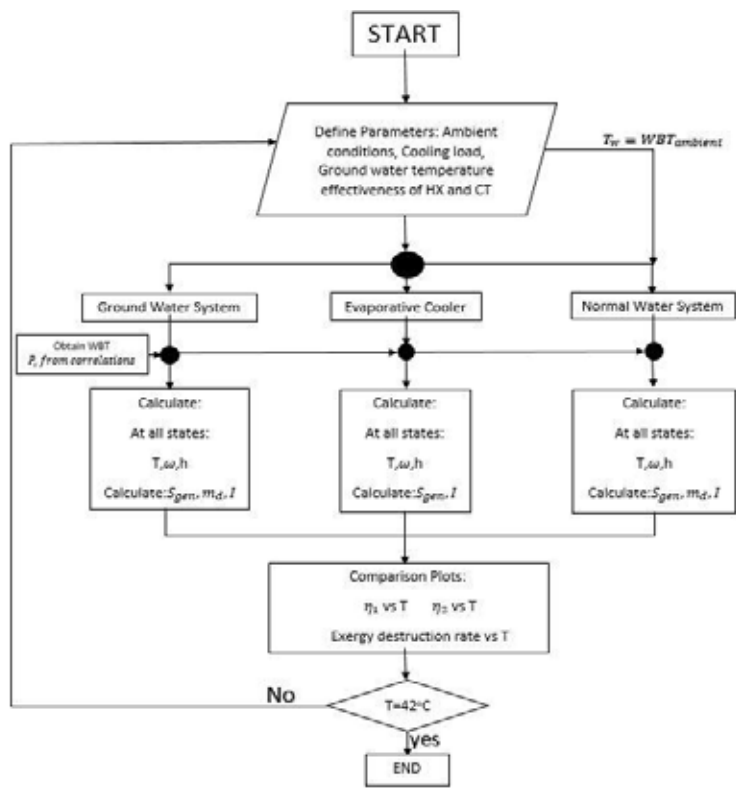 START
Define Parameters: Ambient
conditions, Cooling load,
Ground water temperature
effectiveness of HX and CT
T_w = WBT_ambient
Ground Water System
Evaporative Cooler
Normal Water System
Obtain WBT
from correlations
Calculate:
At all states:
T,ω,h
Calculate:S_gen, m_d, I
Calculate:
At all states:
T,ω,h
Calculate:S_gen, I
Calculate:
At all states:
T,ω,h
Calculate:S_gen, m_d, I
Comparison Plots:
η₁ vs T η₂ vs T
Exergy destruction rate vs T
No
T=42°C
yes
END